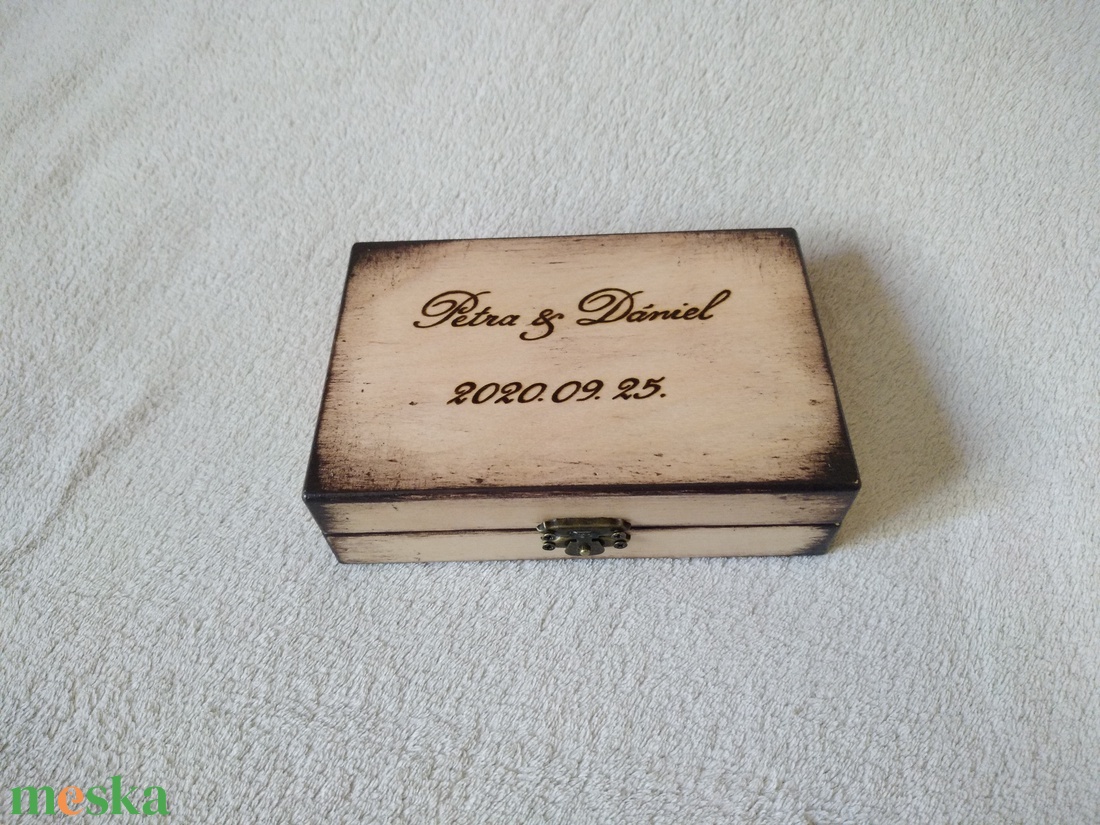 Petra & Dániel
2020.09.25.
meska